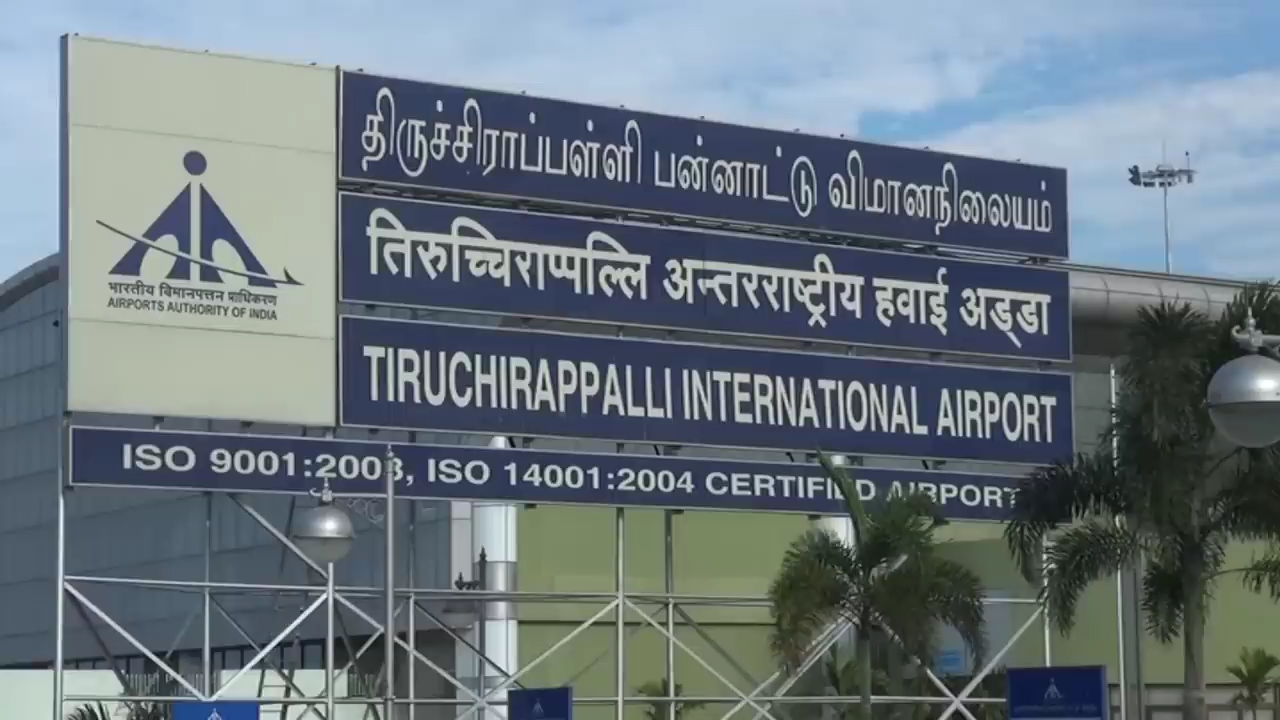 திருச்சிராப்பள்ளி பன்னாட்டு விமானநிலையம்
तिरुच्चिराप्पल्लि अन्तरराष्ट्रीय हवाई अड्डा
TIRUCHIRAPPALLI INTERNATIONAL AIRPORT
भारतीय विमानपत्तन प्राधिकरण
AIRPORTS AUTHORITY OF INDIA
ISO 9001:2008, ISO 14001:2004 CERTIFIED AIRPORT